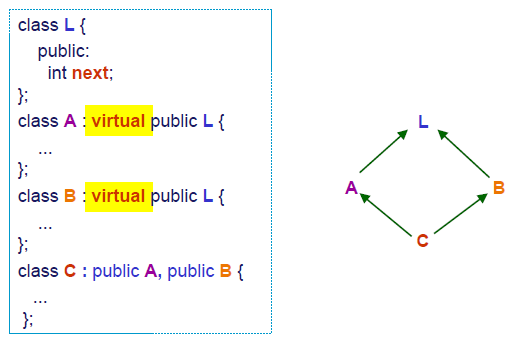 class L {
public:
int next;
};
class A : virtual public L {
...
};
class B : virtual public L {
...
};
class C : public A, public B {
...
};
L
A
B
C